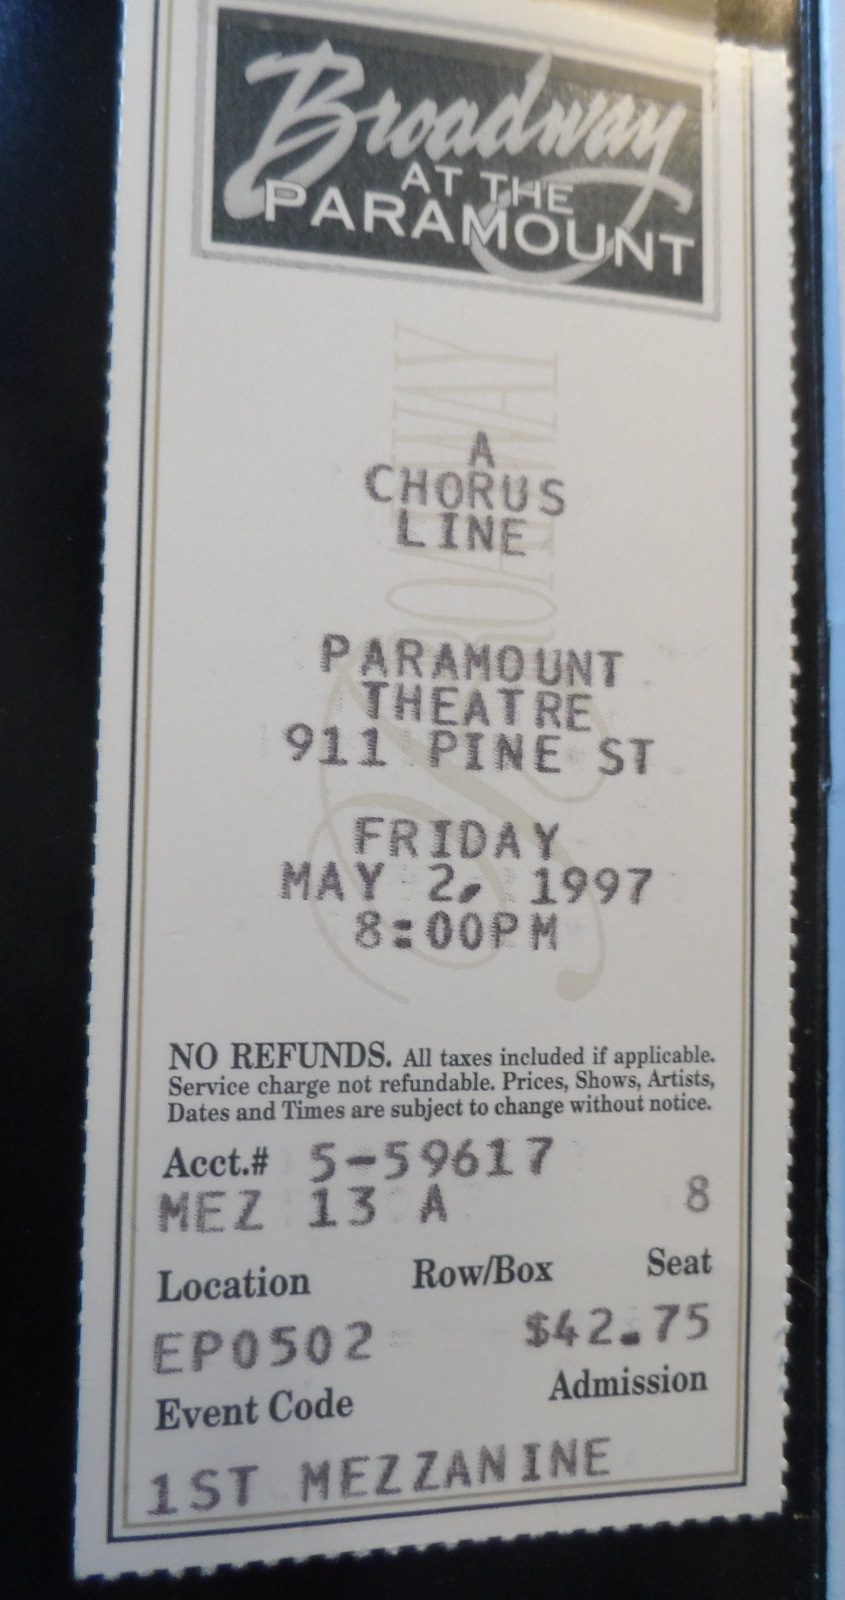 Broadway
AT THE
PARAMOUNT
BROADWAY
A
CHORUS
LINE
PARAMOUNT
THEATRE
911 PINE ST
FRIDAY
MAY 2, 1997
8:00PM
NO REFUNDS. All taxes included if applicable.
Service charge not refundable. Prices, Shows, Artists,
Dates and Times are subject to change without notice.
Acct.# 5-59617
MEZ 13 A 8
Location Row/Box Seat
EP0502 $42.75
Event Code Admission
1ST MEZZANINE